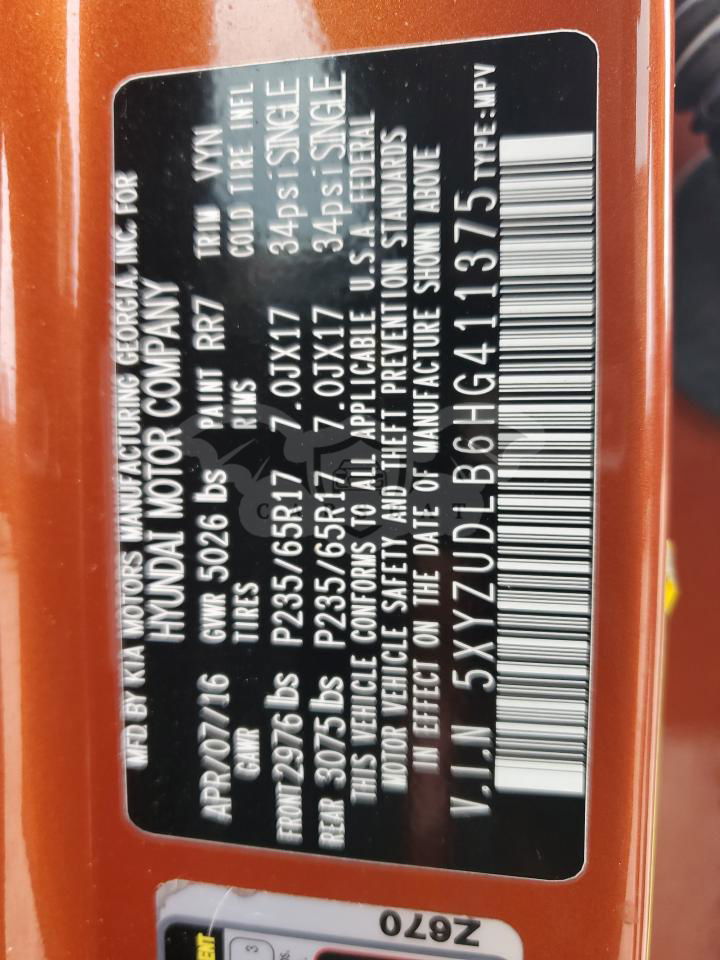 MFD BY KIA MOTORS MANUFACTURING GEORGIA, INC. FOR
HYUNDAI MOTOR COMPANY
APR/07/16 GVWR 5026 lbs PAINT RR7 TRIM VYN
GAWR TIRES RIMS COLD TIRE INFL
FRONT 2976 lbs P235/65R17 7.0JX17 34psi SINGLE
REAR 3075 lbs P235/65R17 7.0JX17 34psi SINGLE
THIS VEHICLE CONFORMS TO ALL APPLICABLE U.S.A. FEDERAL
MOTOR VEHICLE SAFETY AND THEFT PREVENTION STANDARDS
IN EFFECT ON THE DATE OF MANUFACTURE SHOWN ABOVE
V.I.N 5XYZUDLB6HG411375 TYPE:MPV
Z670
3